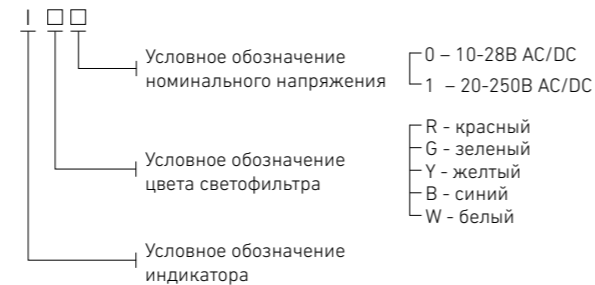 I □ □
Условное обозначение
номинального напряжения
0 – 10-28В AC/DC
1 – 20-250В AC/DC
Условное обозначение
цвета светофильтра
R - красный
G - зеленый
Y - желтый
B - синий
W - белый
Условное обозначение
индикатора